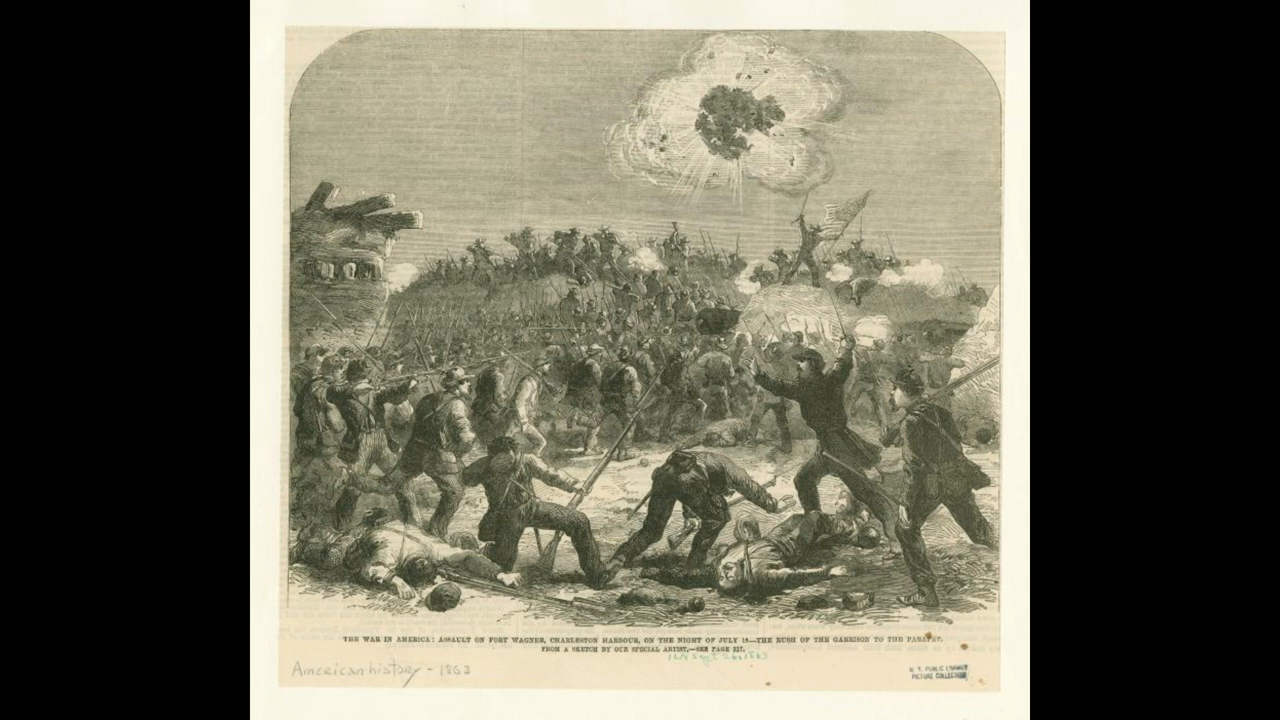 THE WAR IN AMERICA: ASSAULT ON FORT WAGNER, CHARLESTON HARBOUR, ON THE NIGHT OF JULY 18—THE RUSH OF THE GARRISON TO THE PARAPET.
FROM A SKETCH BY OUR SPECIAL ARTIST.—SEE PAGE 327.
American history - 1863
N. Y. PUBLIC LIBRARY
PICTURE COLLECTION